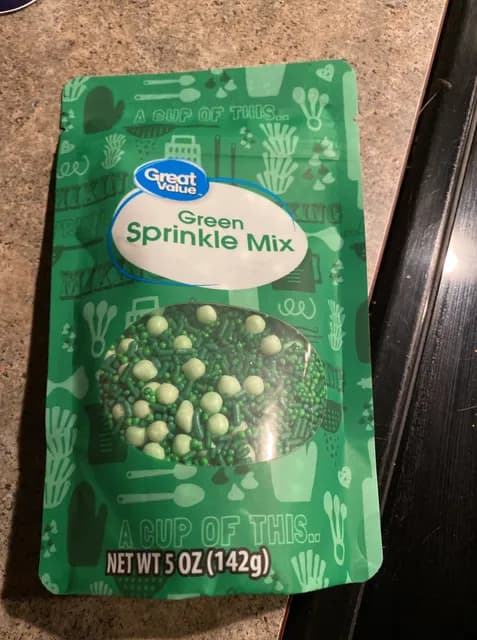 A CUP OF THIS..
Great
Value
Green
Sprinkle Mix
A CUP OF THIS..
NET WT 5 OZ (142g)